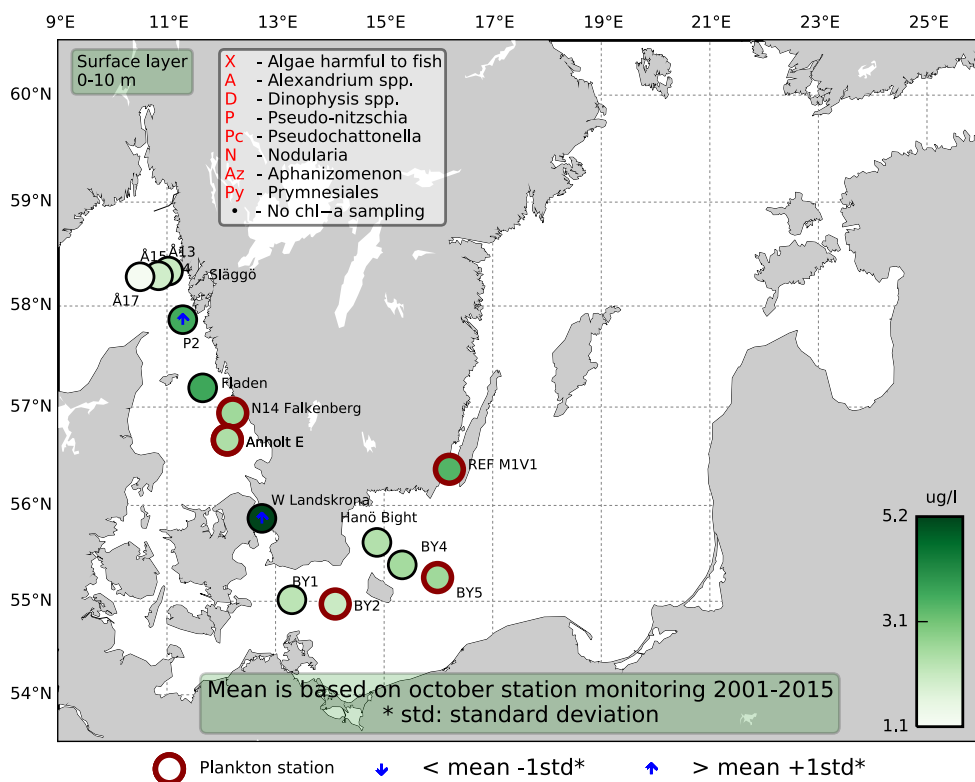 9°E 11°E 13°E 15°E 17°E 19°E 21°E 23°E 25°E
Surface layer
0-10 m
X - Algae harmful to fish
A - Alexandrium spp.
D - Dinophysis spp.
P - Pseudo-nitzschia
Pc - Pseudochattonella
N - Nodularia
Az - Aphanizomenon
Py - Prymnesiales
• - No chl−a sampling
60°N
59°N
58°N
57°N
56°N
55°N
54°N
Å15 Å13
4
Släggö
Å17
P2
Fladen
N14 Falkenberg
Anholt E
REF M1V1
W Landskrona
Hanö Bight
BY4
BY1
BY5
BY2
ug/l
5.2
3.1
1.1
Mean is based on october station monitoring 2001-2015
* std: standard deviation
Plankton station < mean -1std* > mean +1std*